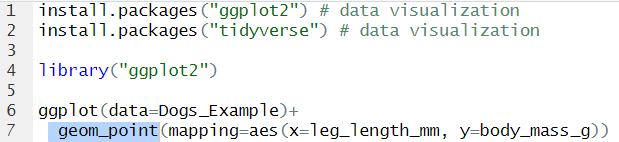 1 install.packages("ggplot2") # data visualization
2 install.packages("tidyverse") # data visualization
3
4 library("ggplot2")
5
6 ggplot(data=Dogs_Example)+
7   geom_point(mapping=aes(x=leg_length_mm, y=body_mass_g))